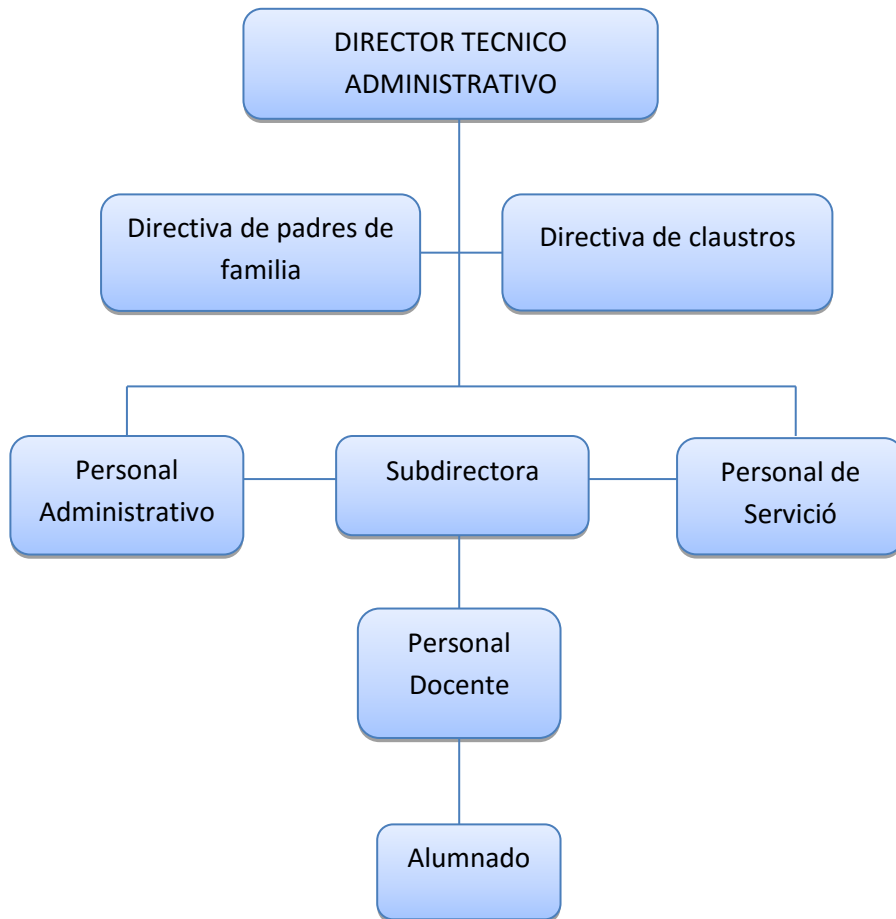 DIRECTOR TECNICO
ADMINISTRATIVO
Directiva de padres de
familia
Directiva de claustros
Personal
Administrativo
Subdirectora
Personal de
Servició
Personal
Docente
Alumnado